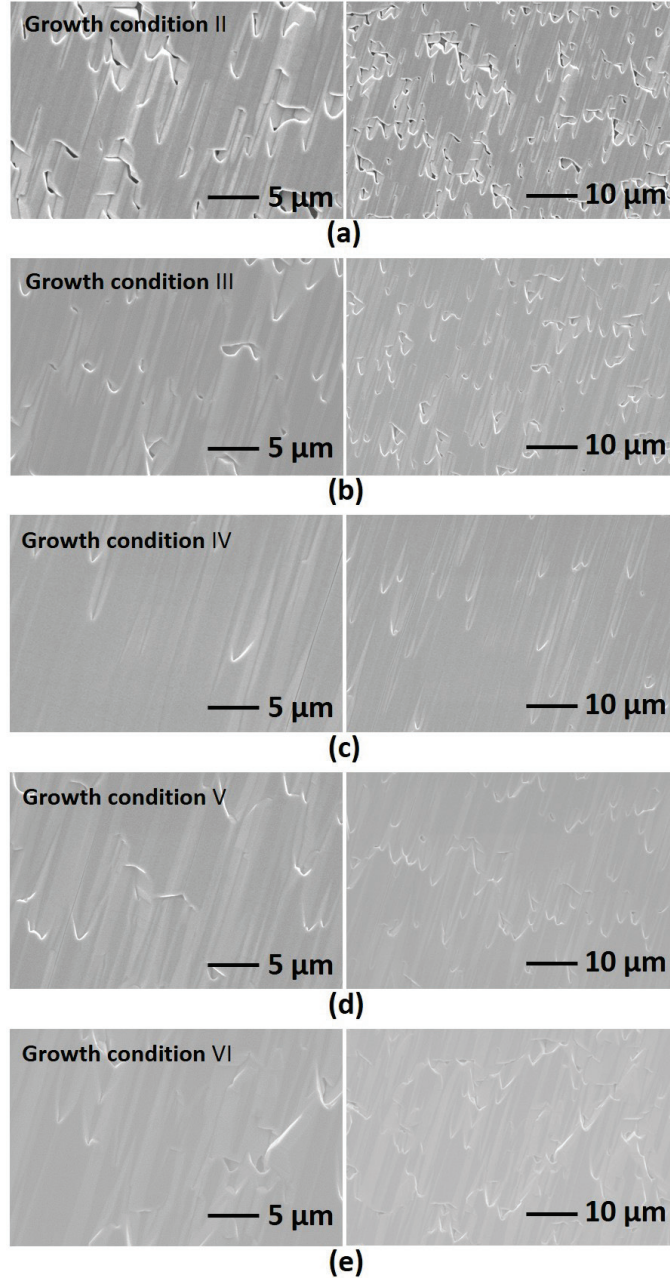 Growth condition II
5 µm
10 µm
(a)
Growth condition III
5 µm
10 µm
(b)
Growth condition IV
5 µm
10 µm
(c)
Growth condition V
5 µm
10 µm
(d)
Growth condition VI
5 µm
10 µm
(e)